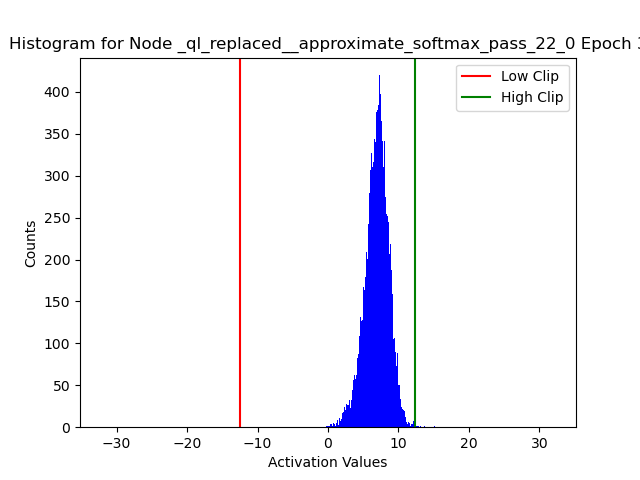 Histogram for Node _ql_replaced__approximate_softmax_pass_22_0 Epoch
Low Clip
High Clip
400
350
300
250
200
150
100
50
0
Counts
−30 −20 −10 0 10 20 30
Activation Values